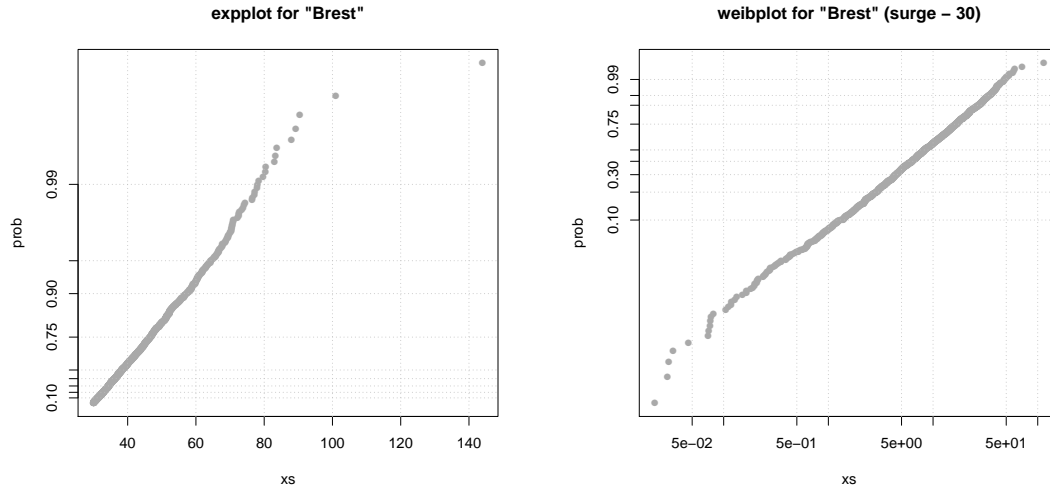 expplot for "Brest"
prob
0.99
0.90
0.75
0.10
40
60
80
100
120
140
xs
weibplot for "Brest" (surge − 30)
prob
0.99
0.75
0.30
0.10
5e−02
5e−01
5e+00
5e+01
xs